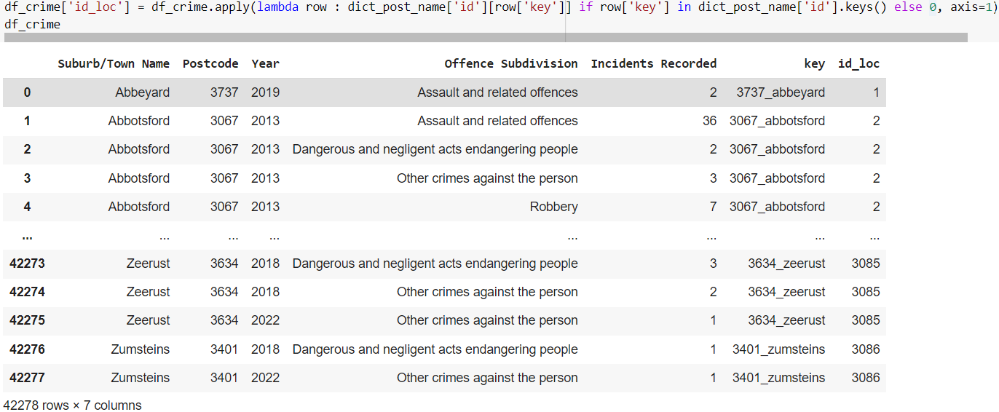 df_crime['id_loc'] = df_crime.apply(lambda row : dict_post_name['id'][row['key']] if row['key'] in dict_post_name['id'].keys() else 0, axis=1)
df_crime
Suburb/Town Name Postcode Year Offence Subdivision Incidents Recorded key id_loc
0 Abbeyard 3737 2019 Assault and related offences 2 3737_abbeyard 1
1 Abbotsford 3067 2013 Assault and related offences 36 3067_abbotsford 2
2 Abbotsford 3067 2013 Dangerous and negligent acts endangering people 2 3067_abbotsford 2
3 Abbotsford 3067 2013 Other crimes against the person 3 3067_abbotsford 2
4 Abbotsford 3067 2013 Robbery 7 3067_abbotsford 2
... ... ... ... ... ... ... ...
42273 Zeerust 3634 2018 Dangerous and negligent acts endangering people 3 3634_zeerust 3085
42274 Zeerust 3634 2018 Other crimes against the person 2 3634_zeerust 3085
42275 Zeerust 3634 2022 Other crimes against the person 1 3634_zeerust 3085
42276 Zumsteins 3401 2018 Dangerous and negligent acts endangering people 1 3401_zumsteins 3086
42277 Zumsteins 3401 2022 Other crimes against the person 1 3401_zumsteins 3086
42278 rows × 7 columns